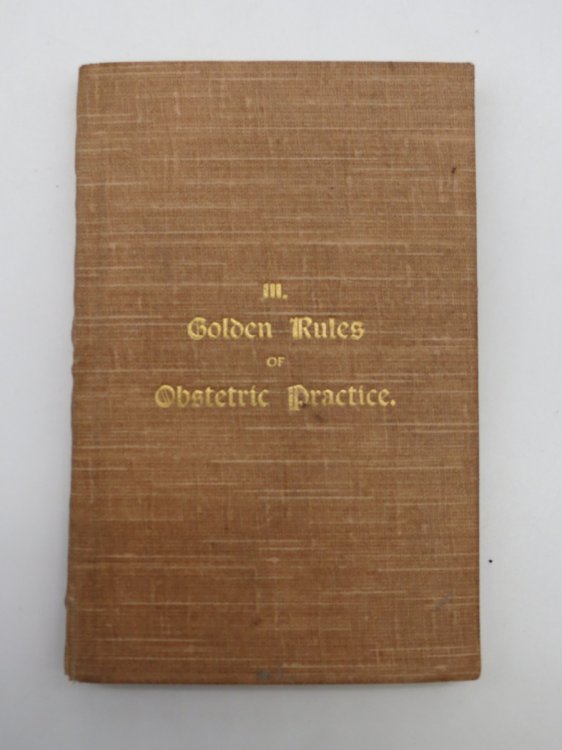 III.
Golden Rules
OF
Obstetric Practice.